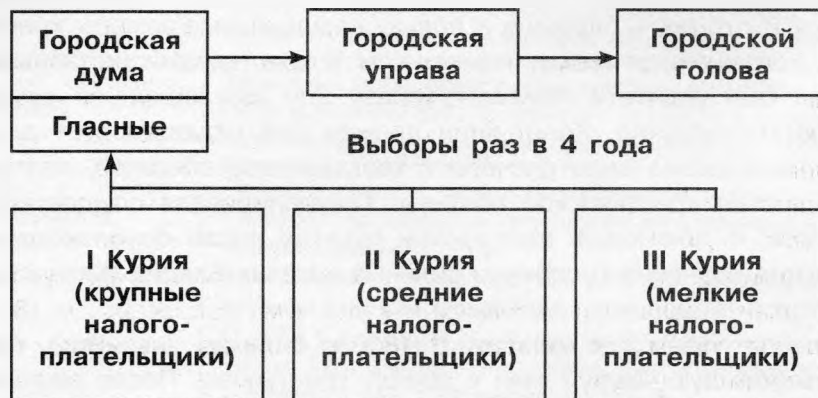 Городская
дума
Гласные
Городская
управа
Городской
голова
Выборы раз в 4 года
I Курия
(крупные
налого-
плательщики)
II Курия
(средние
налого-
плательщики)
III Курия
(мелкие
налого-
плательщики)